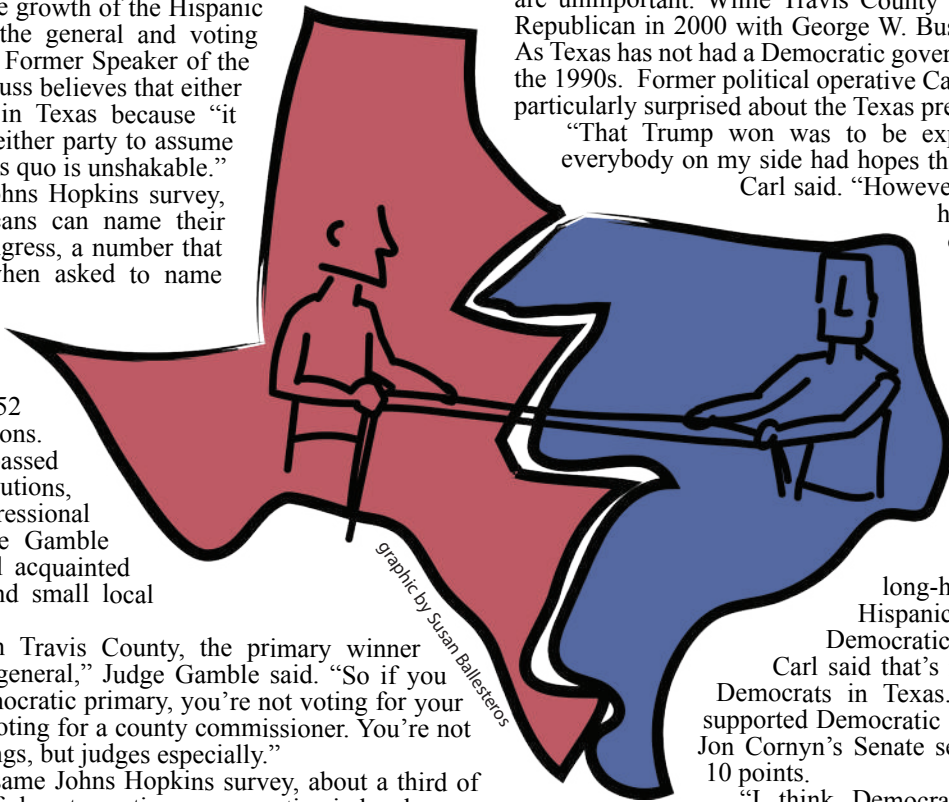 e growth of the Hispanic
the general and voting
Former Speaker of the
uss believes that either
in Texas because “it
either party to assume
s quo is unshakable.”
ohns Hopkins survey,
eans can name their
ngress, a number that
when asked to name
52
ons.
assed
utions,
ressional
e Gamble
l acquainted
nd small local
n Travis County, the primary winner
general,” Judge Gamble said. “So if you
mocratic primary, you’re not voting for your
oting for a county commissioner. You’re not
ngs, but judges especially.”
same Johns Hopkins survey, about a third of
graphic by Susan Ballesteros
are unimportant. While Travis County
Republican in 2000 with George W. Bus
As Texas has not had a Democratic gover
the 1990s. Former political operative Ca
particularly surprised about the Texas pre
“That Trump won was to be exp
everybody on my side had hopes th
Carl said. “Howeve
h
long-h
Hispanic
Democratic
Carl said that’s
Democrats in Texas.
supported Democratic
Jon Cornyn’s Senate se
10 points.
“I think Democra